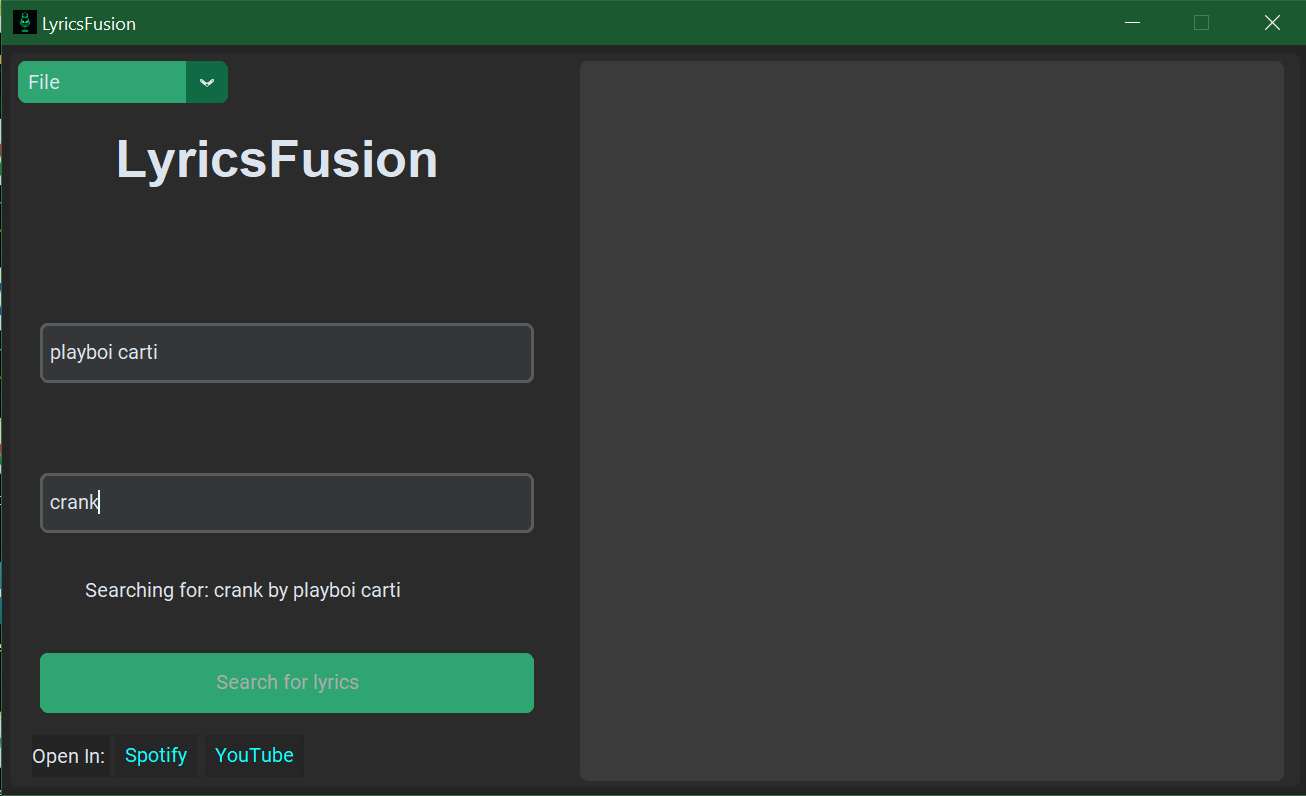 LyricsFusion
File
LyricsFusion
playboi carti
crank
Searching for: crank by playboi carti
Search for lyrics
Open In: Spotify YouTube